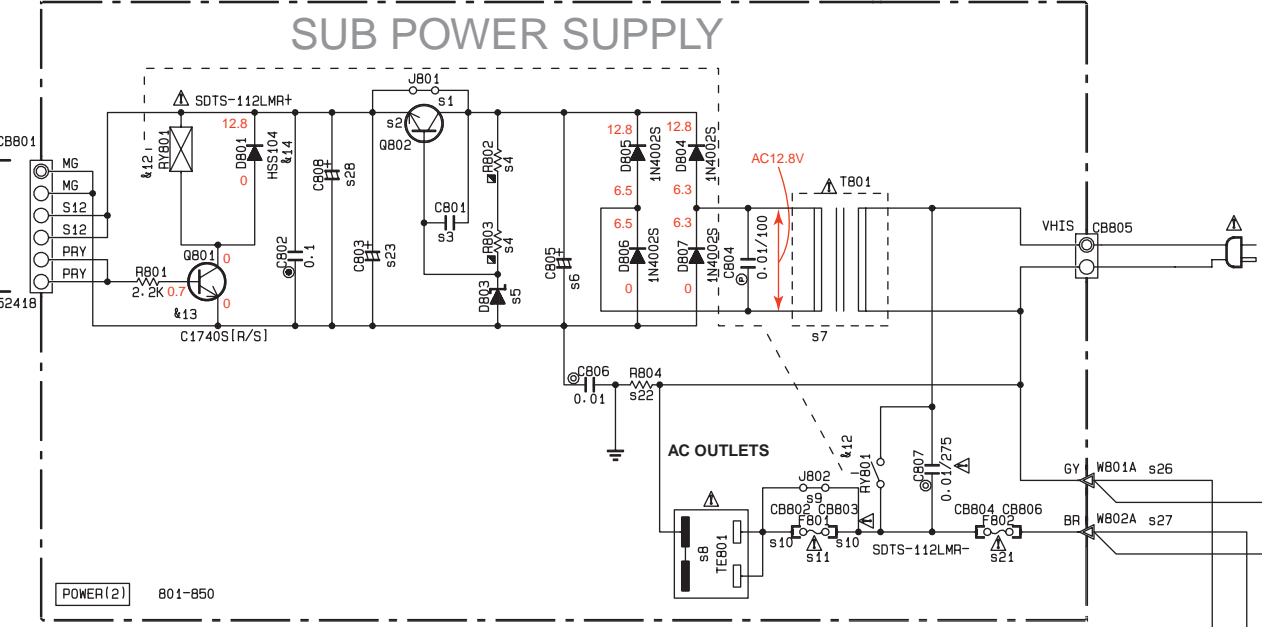 SUB POWER SUPPLY
J801
s1
SDTS-112LMR+
s2
Q802
CB801
MG
MG
S12
S12
PRY
PRY
52418
&12
RY801
12.8
D801
0
HSS104
&14
C808
s28
C801
s3
R802
s4
R803
s4
D803
s5
C802
0.1
C803
s23
C805
s6
Q801
0
R801
2.2K
0.7
0
&13
C1740S[R/S]
12.8
D805
1N4002S
12.8
D804
1N4002S
6.5
6.3
6.5
D806
1N4002S
0
6.3
D807
1N4002S
0
C804
0.01/100
P
AC12.8V
T801
s7
VHIS
CB805
C806
0.01
R804
s22
AC OUTLETS
&12
RY801
C807
0.01/275
J802
s9
CB802 CB803
F801
s10
s11
s10
s8
TE801
SDTS-112LMR-
CB804 CB806
F802
s21
GY
W801A s26
BR
W802A s27
POWER(2) 801-850